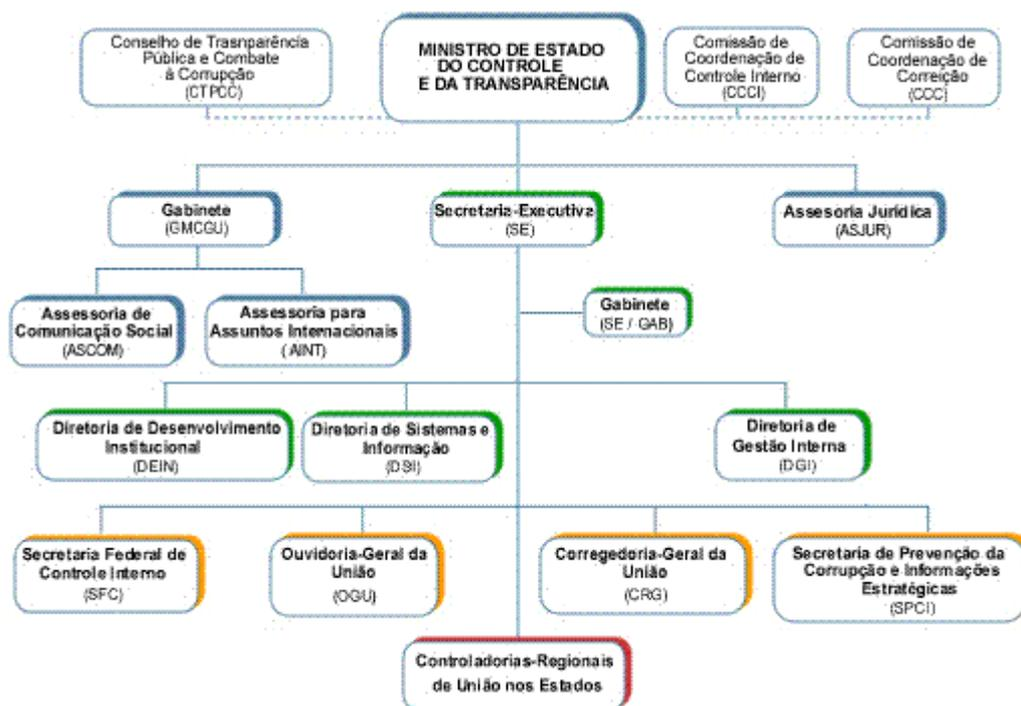 Conselho de Trasnparência
Pública e Combate
à Corrupção
(CTPCC)
MINISTRO DE ESTADO
DO CONTROLE
E DA TRANSPARÊNCIA
Comissão de
Coordenação de
Controle Interno
(CCCI)
Comissão de
Coordenação de
Correição
(CCC)
Gabinete
(GMCGU)
Secretaria-Executiva
(SE)
Assesoria Jurídica
(ASJUR)
Assessoria de
Comunicação Social
(ASCOM)
Assessoria para
Assuntos Internacionais
(AINT)
Gabinete
(SE / GAB)
Diretoria de Desenvolvimento
Institucional
(DEIN)
Diretoria de Sistemas e
Informação
(DSI)
Diretoria de
Gestão Interna
(DGI)
Secretaria Federal de
Controle Interno
(SFC)
Ouvidoria-Geral da
União
(OGU)
Corregedoria-Geral da
União
(CRG)
Secretaria de Prevenção da
Corrupção e Informações
Estratégicas
(SPCI)
Controladorias-Regionais
de União nos Estados